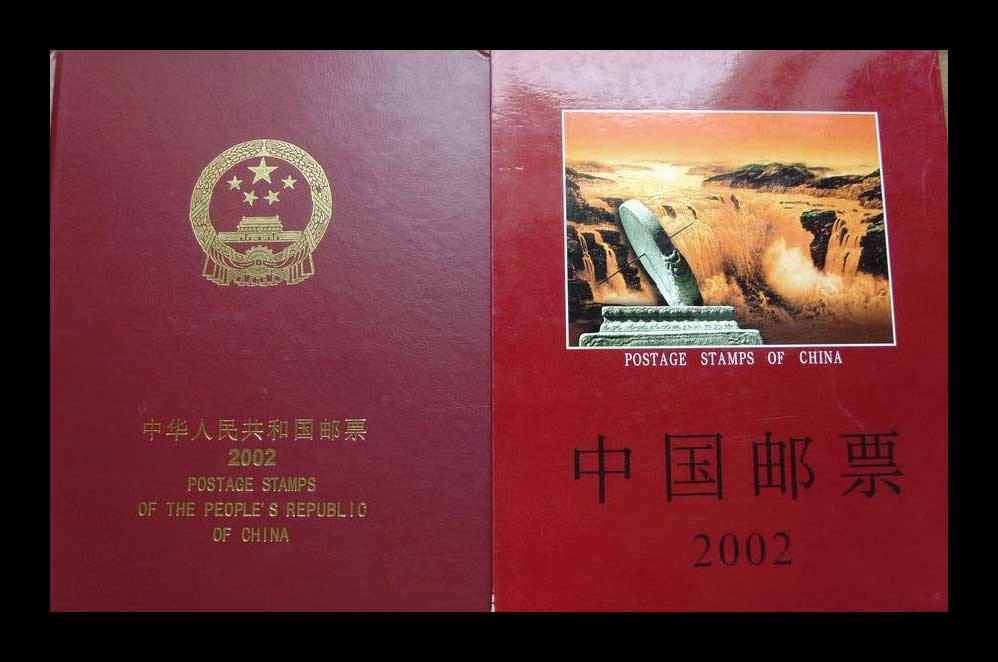 中华人民共和国邮票
2002
POSTAGE STAMPS
OF THE PEOPLE'S REPUBLIC
OF CHINA
POSTAGE STAMPS OF CHINA
中国邮票
2002